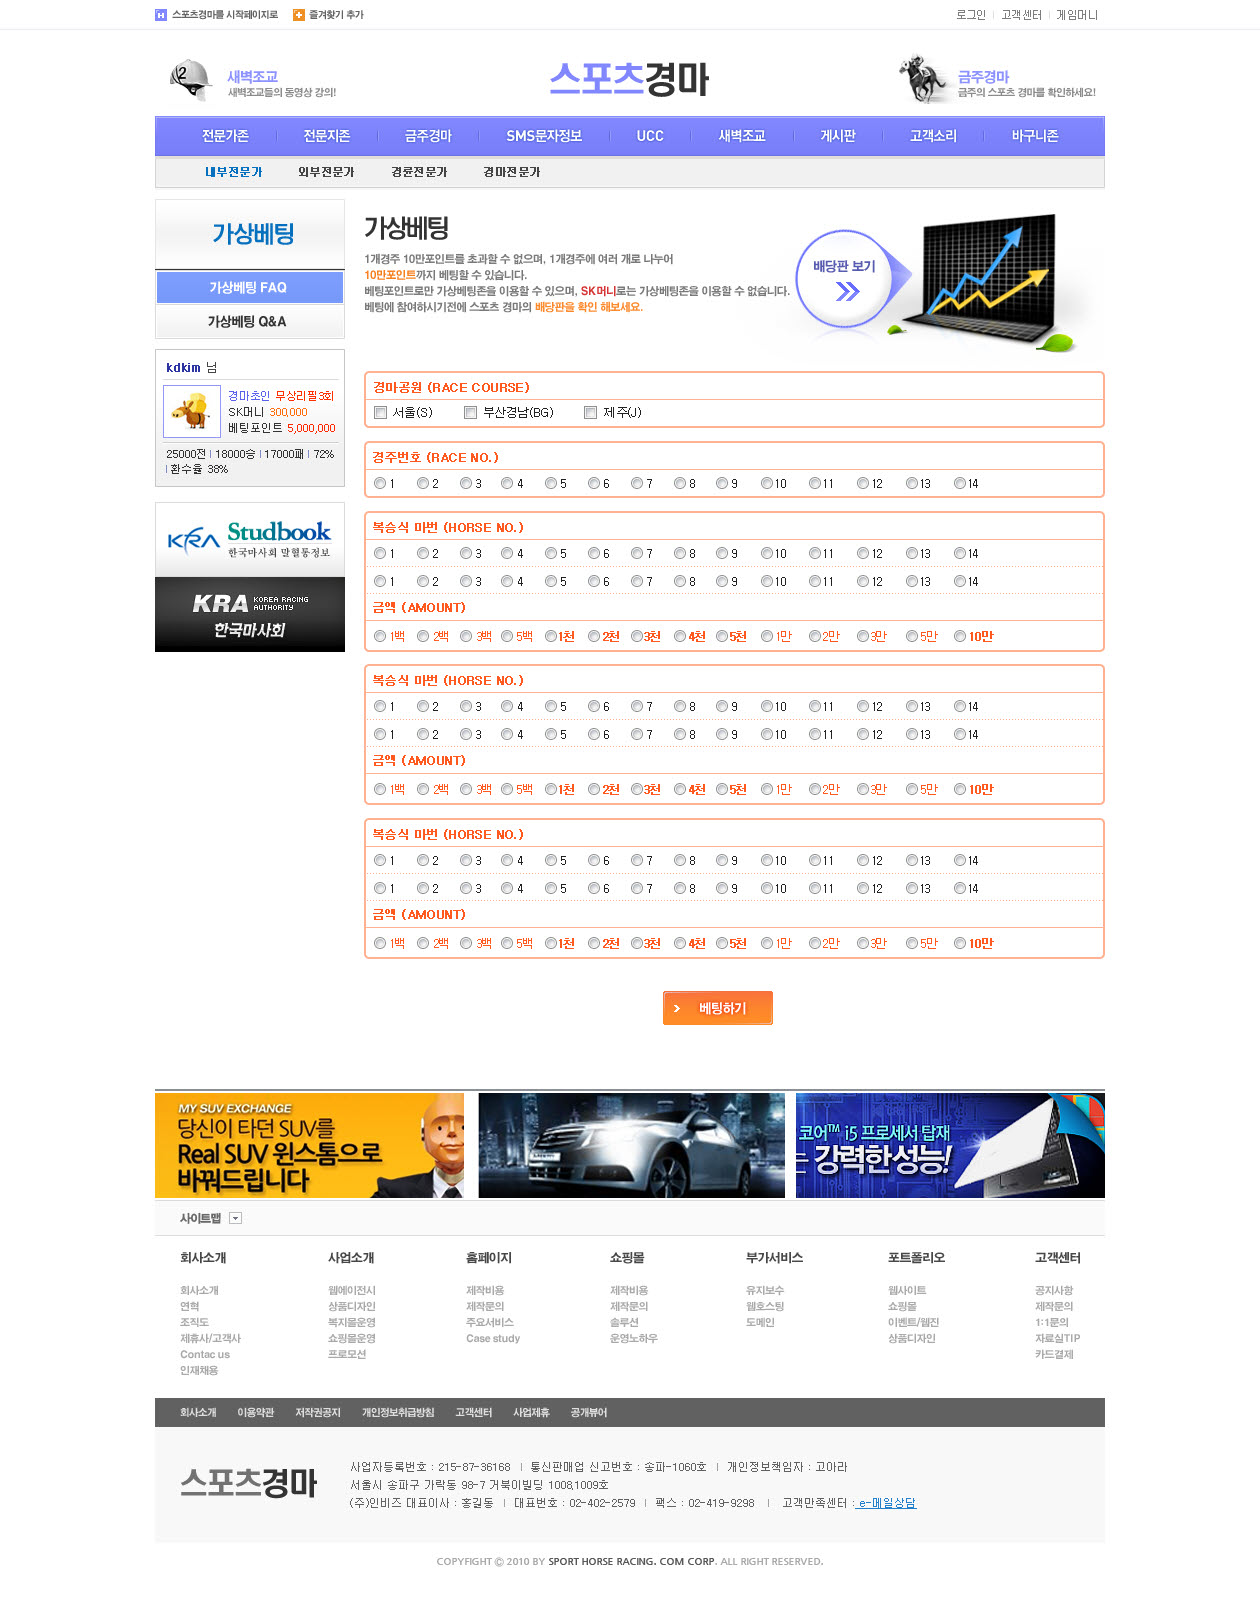 스포츠경마를 시작페이지로 즐겨찾기 추가 로그인 고객센터 게임머니
새벽조교
새벽조교들의 동영상 강의!
스포츠경마
금주경마
금주의 스포츠 경마를 확인하세요!
전문가존 전문지존 금주경마 SMS문자정보 UCC 새벽조교 게시판 고객소리 바구니존
내부전문가 외부전문가 경륜전문가 경마전문가
가상베팅
가상베팅 FAQ
가상베팅 Q&A
kdkim 님
경마초인 무상리필3회
SK머니 300,000
베팅포인트 5,000,000
25000전 18000승 17000패 72%
환수율 38%
KRA Studbook
한국마사회 말혈통정보
KRA KOREA RACING AUTHORITY
한국마사회
가상베팅
1개경주 10만포인트를 초과할 수 없으며, 1개경주에 여러 개로 나누어
10만포인트까지 베팅할 수 있습니다.
베핑포인트로만 가상베팅존을 이용할 수 있으며, SK머니로는 가상베팅존을 이용할 수 없습니다.
베팅에 참여하시기전에 스포츠 경마의 배당판을 확인 해보세요.
배당판 보기
경마공원 (RACE COURSE)
서울(S) 부산경남(BG) 제주(J)
경주번호 (RACE NO.)
1 2 3 4 5 6 7 8 9 10 11 12 13 14
복승식 마번 (HORSE NO.)
1 2 3 4 5 6 7 8 9 10 11 12 13 14
1 2 3 4 5 6 7 8 9 10 11 12 13 14
금액 (AMOUNT)
1백 2백 3백 5백 1천 2천 3천 4천 5천 1만 2만 3만 5만 10만
복승식 마번 (HORSE NO.)
1 2 3 4 5 6 7 8 9 10 11 12 13 14
1 2 3 4 5 6 7 8 9 10 11 12 13 14
금액 (AMOUNT)
1백 2백 3백 5백 1천 2천 3천 4천 5천 1만 2만 3만 5만 10만
복승식 마번 (HORSE NO.)
1 2 3 4 5 6 7 8 9 10 11 12 13 14
1 2 3 4 5 6 7 8 9 10 11 12 13 14
금액 (AMOUNT)
1백 2백 3백 5백 1천 2천 3천 4천 5천 1만 2만 3만 5만 10만
베팅하기
MY SUV EXCHANGE
당신이 타던 SUV를
Real SUV 윈스톰으로
바꿔드립니다
코어™ i5 프로세서 탑재
강력한성능!
사이트맵
회사소개 사업소개 홈페이지 쇼핑몰 부가서비스 포트폴리오 고객센터
회사소개 웹에이전시 제작비용 제작비용 유지보수 웹사이트 공지사항
연혁 상품디자인 제작문의 제작문의 웹호스팅 쇼핑몰 제작문의
조직도 복지몰운영 주요서비스 솔루션 도메인 이벤트/웹진 1:1문의
제휴사/고객사 쇼핑몰운영 Case study 운영노하우 상품디자인 자료실TIP
Contac us 프로모션 카드결제
인재채용
회사소개 이용약관 저작권공지 개인정보취급방침 고객센터 사업제휴 공개뷰어
스포츠경마
사업자등록번호 : 215-87-36168 ㅣ 통신판매업 신고번호 : 송파-1060호 ㅣ 개인정보책임자 : 고아라
서울시 송파구 가락동 98-7 거북이빌딩 1008,1009호
(주)인비즈 대표이사 : 홍길동 ㅣ 대표번호 : 02-402-2579 ㅣ 팩스 : 02-419-9298 ㅣ 고객만족센터 : e-메일상담
COPYFIGHT © 2010 BY SPORT HORSE RACING. COM CORP. ALL RIGHT RESERVED.